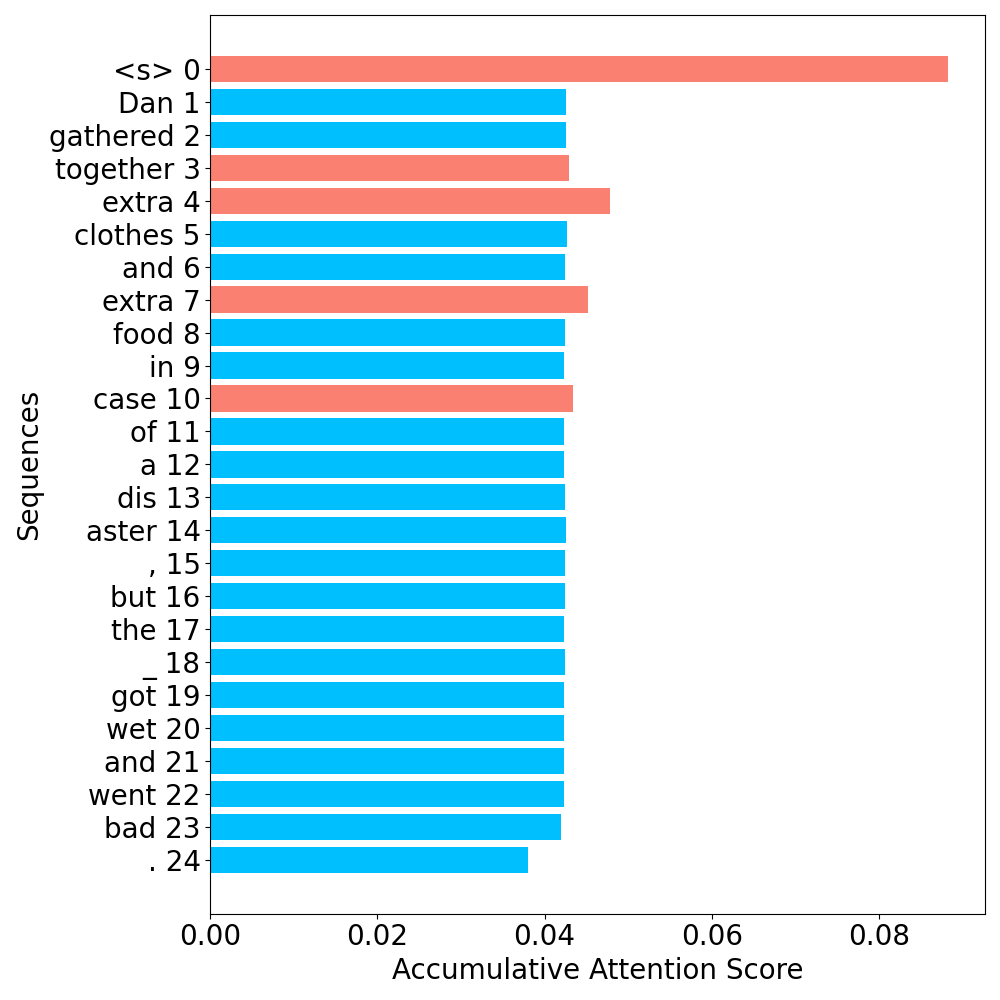 <s> 0
Dan 1
gathered 2
together 3
extra 4
clothes 5
and 6
extra 7
food 8
in 9
case 10
of 11
a 12
dis 13
aster 14
, 15
but 16
the 17
_ 18
got 19
wet 20
and 21
went 22
bad 23
. 24
Sequences
0.00 0.02 0.04 0.06 0.08
Accumulative Attention Score